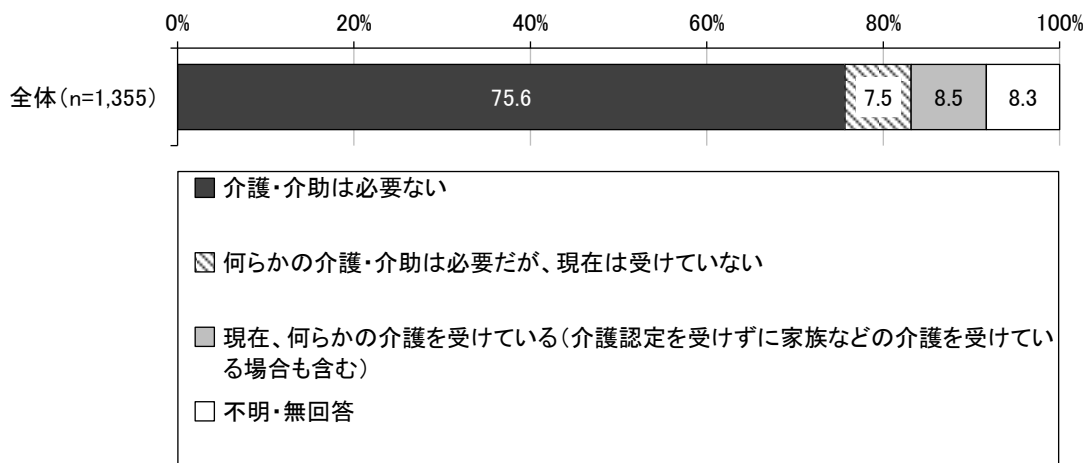 0% 20% 40% 60% 80% 100%
全体(n=1,355) 75.6 7.5 8.5 8.3
介護・介助は必要ない
何らかの介護・介助は必要だが、現在は受けていない
現在、何らかの介護を受けている(介護認定を受けずに家族などの介護を受けてい
る場合も含む)
不明・無回答